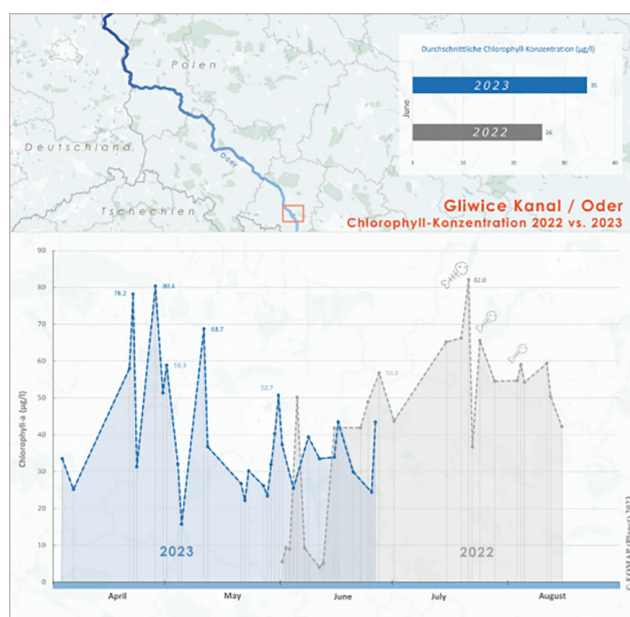 Polen
Deutschland
Oder
Tschechien
Durchschnittliche Chlorophyll-Konzentration (µg/l)
June
2023
35
2022
26
0 10 20 30 40
Gliwice Kanal / Oder
Chlorophyll-Konzentration 2022 vs. 2023
Chlorophyll-a (µg/l)
90
80
70
60
50
40
30
20
10
0
78.2
80.4
58.9
68.7
50.7
56.8
82.0
2023
2022
April May June July August